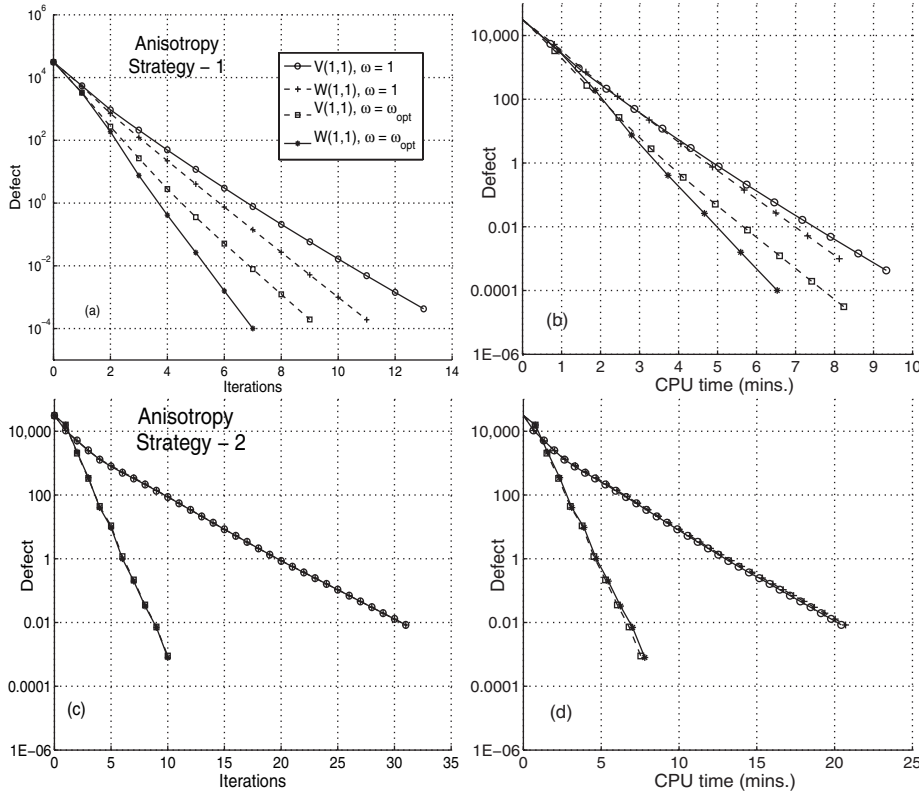 Anisotropy
Strategy – 1
V(1,1), ω = 1
W(1,1), ω = 1
V(1,1), ω = ω_opt
W(1,1), ω = ω_opt
10^6
10^4
10^2
10^0
10^−2
10^−4
Defect
(a)
0 2 4 6 8 10 12 14
Iterations
10,000
100
1
0.01
0.0001
1E−06
Defect
(b)
0 1 2 3 4 5 6 7 8 9 10
CPU time (mins.)
Anisotropy
Strategy – 2
10,000
100
1
0.01
0.0001
1E−06
Defect
(c)
0 5 10 15 20 25 30 35
Iterations
10,000
100
1
0.01
0.0001
1E−06
Defect
(d)
0 5 10 15 20 25
CPU time (mins.)